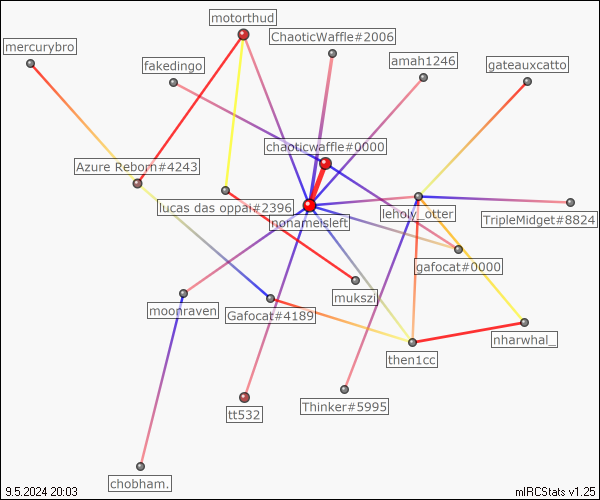 motorthud
ChaoticWaffle#2006
mercurybro
fakedingo
amah1246
gateauxcatto
chaoticwaffle#0000
Azure Reborn#4243
lucas das oppai#2396
nonameisleft
leholy_otter
TripleMidget#8824
gafocat#0000
mukszi
moonraven
Gafocat#4189
nharwhal_
then1cc
Thinker#5995
tt532
chobham.
9.5.2024 20:03
mIRCStats v1.25